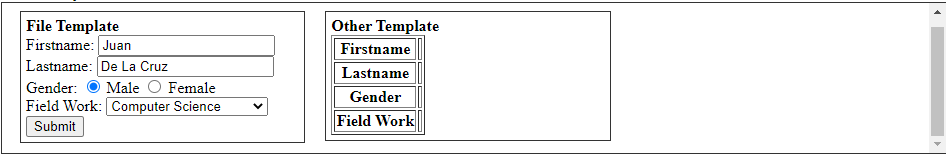 File Template
Firstname: Juan
Lastname: De La Cruz
Gender: Male Female
Field Work: Computer Science
Submit
Other Template
Firstname
Lastname
Gender
Field Work